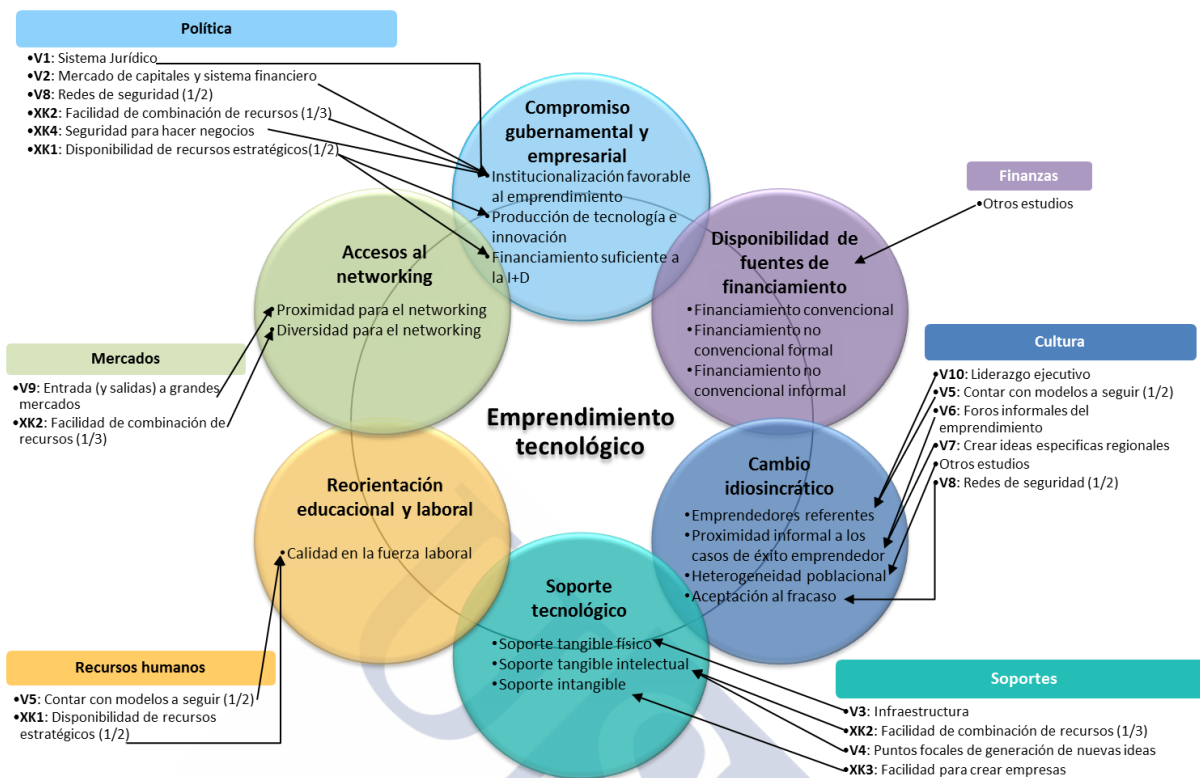 Política
•V1: Sistema Jurídico
•V2: Mercado de capitales y sistema financiero
•V8: Redes de seguridad (1/2)
•XK2: Facilidad de combinación de recursos (1/3)
•XK4: Seguridad para hacer negocios
•XK1: Disponibilidad de recursos estratégicos(1/2)
Compromiso
gubernamental y
empresarial
•Institucionalización favorable
al emprendimiento
•Producción de tecnología e
innovación
•Financiamiento suficiente a
la I+D
Finanzas
•Otros estudios
Disponibilidad de
fuentes de
financiamiento
•Financiamiento convencional
•Financiamiento no
convencional formal
•Financiamiento no
convencional informal
Accesos al
networking
•Proximidad para el networking
•Diversidad para el networking
Mercados
•V9: Entrada (y salidas) a grandes
mercados
•XK2: Facilidad de combinación de
recursos (1/3)
Emprendimiento
tecnológico
Cultura
•V10: Liderazgo ejecutivo
•V5: Contar con modelos a seguir (1/2)
•V6: Foros informales del
emprendimiento
•V7: Crear ideas especificas regionales
•Otros estudios
•V8: Redes de seguridad (1/2)
Cambio
idiosincrático
•Emprendedores referentes
•Proximidad informal a los
casos de éxito emprendedor
•Heterogeneidad poblacional
•Aceptación al fracaso
Reorientación
educacional y laboral
•Calidad en la fuerza laboral
Soporte
tecnológico
•Soporte tangible físico
•Soporte tangible intelectual
•Soporte intangible
Recursos humanos
•V5: Contar con modelos a seguir (1/2)
•XK1: Disponibilidad de recursos
estratégicos (1/2)
Soportes
•V3: Infraestructura
•XK2: Facilidad de combinación de recursos (1/3)
•V4: Puntos focales de generación de nuevas ideas
•XK3: Facilidad para crear empresas